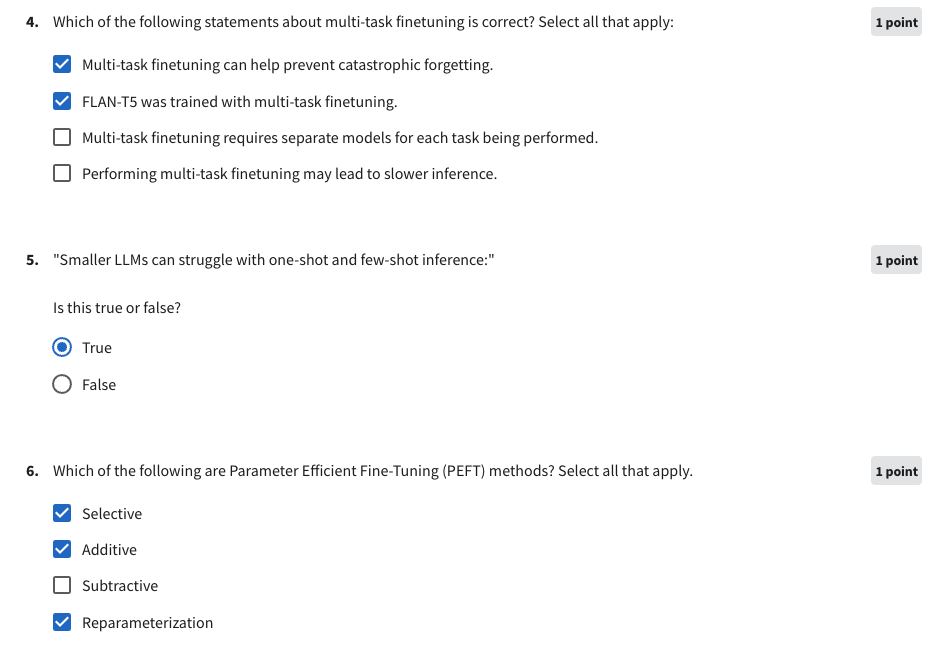 4. Which of the following statements about multi-task finetuning is correct? Select all that apply: 1 point
Multi-task finetuning can help prevent catastrophic forgetting.
FLAN-T5 was trained with multi-task finetuning.
Multi-task finetuning requires separate models for each task being performed.
Performing multi-task finetuning may lead to slower inference.
5. "Smaller LLMs can struggle with one-shot and few-shot inference:" 1 point
Is this true or false?
True
False
6. Which of the following are Parameter Efficient Fine-Tuning (PEFT) methods? Select all that apply. 1 point
Selective
Additive
Subtractive
Reparameterization